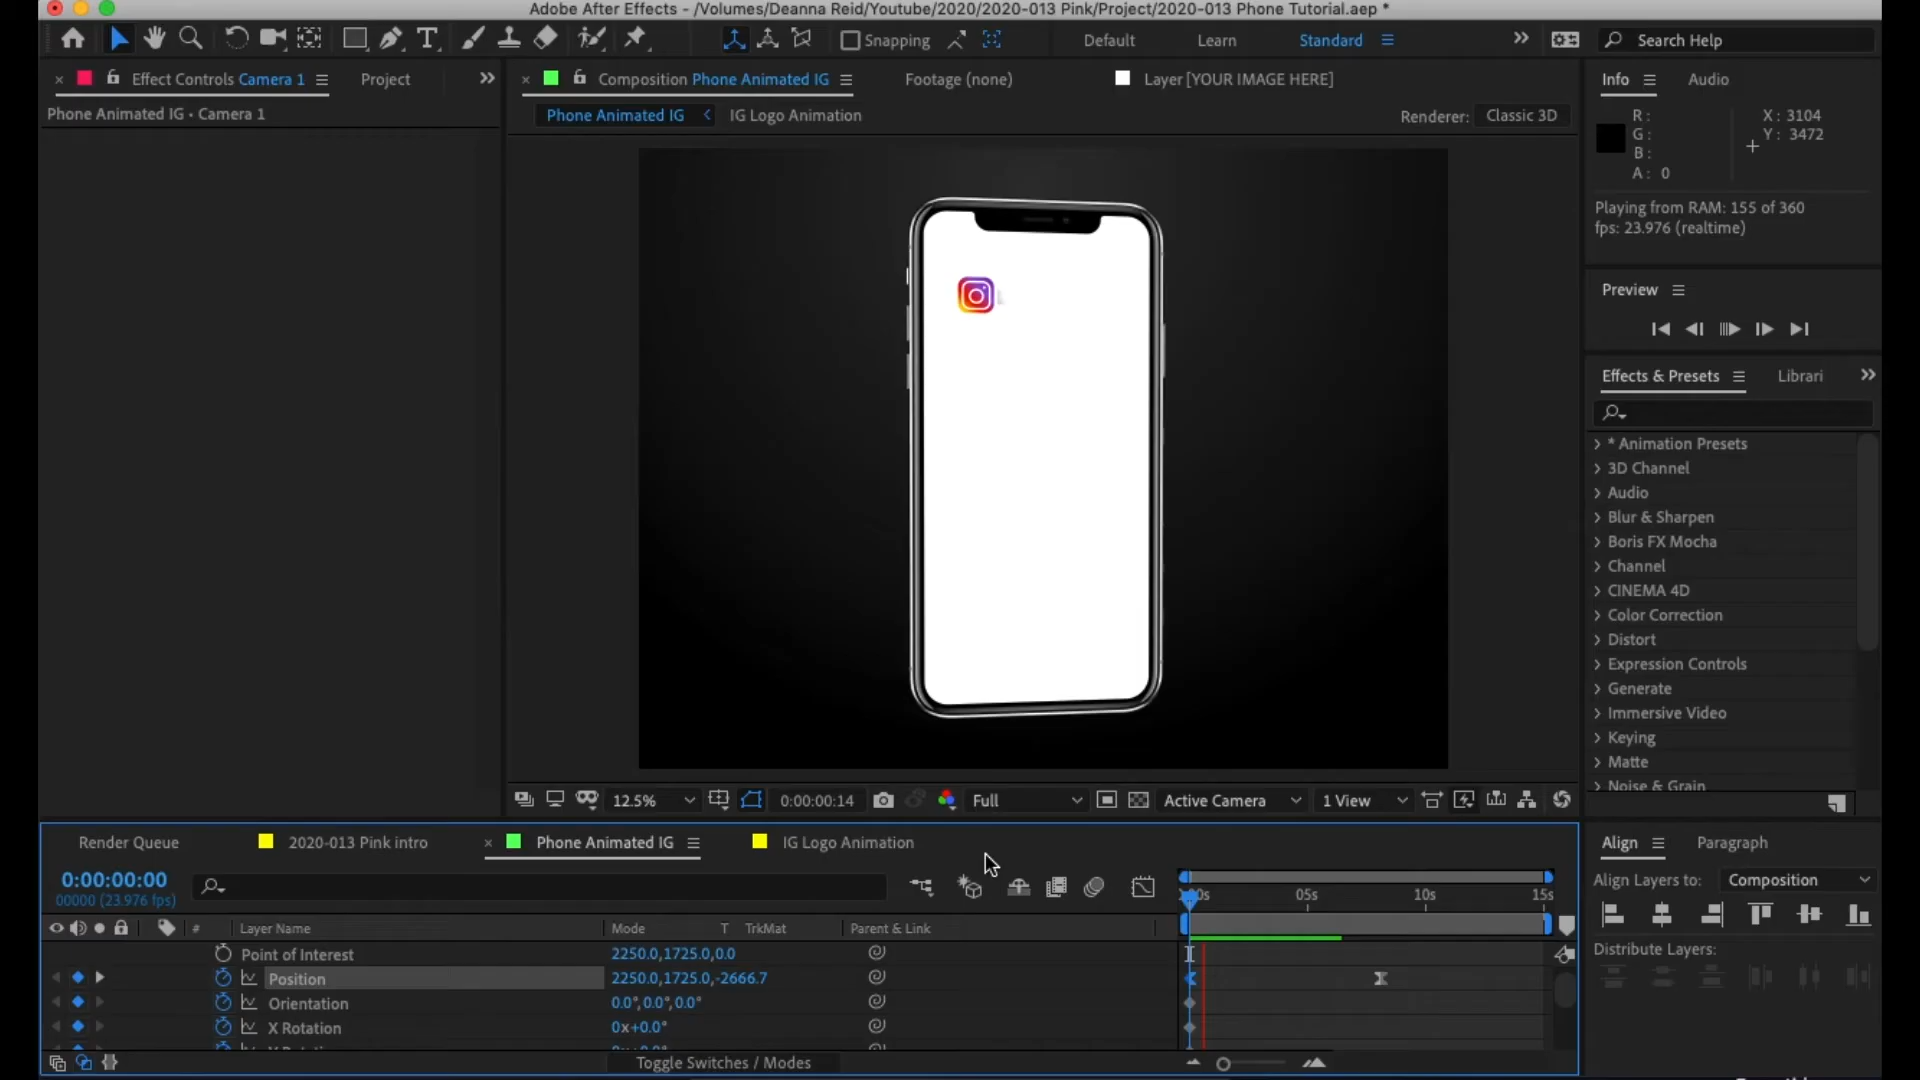 Adobe After Effects - /Volumes/Deanna Reid/Youtube/2020/2020-013 Pink/Project/2020-013 Phone Tutorial.aep *
Snapping
Default
Learn
Standard
Search Help
Effect Controls Camera 1
Project
Composition Phone Animated IG
Footage (none)
Layer [YOUR IMAGE HERE]
Info
Audio
Phone Animated IG • Camera 1
Phone Animated IG
IG Logo Animation
Renderer: Classic 3D
R :
G :
B :
A : 0
X : 3104
Y : 3472
Playing from RAM: 155 of 360
fps: 23.976 (realtime)
Preview
Effects & Presets
Librari
* Animation Presets
3D Channel
Audio
Blur & Sharpen
Boris FX Mocha
Channel
CINEMA 4D
Color Correction
Distort
Expression Controls
Generate
Immersive Video
Keying
Matte
Noise & Grain
12.5%
0:00:00:14
Full
Active Camera
1 View
Render Queue
2020-013 Pink intro
Phone Animated IG
IG Logo Animation
Align
Paragraph
0:00:00:00
00000 (23.976 fps)
05s
10s
15s
Align Layers to: Composition
# Layer Name
Mode
T TrkMat
Parent & Link
Distribute Layers:
Point of Interest
2250.0,1725.0,0.0
Position
2250.0,1725.0,-2666.7
Orientation
0.0°,0.0°,0.0°
X Rotation
0x+0.0°
Toggle Switches / Modes